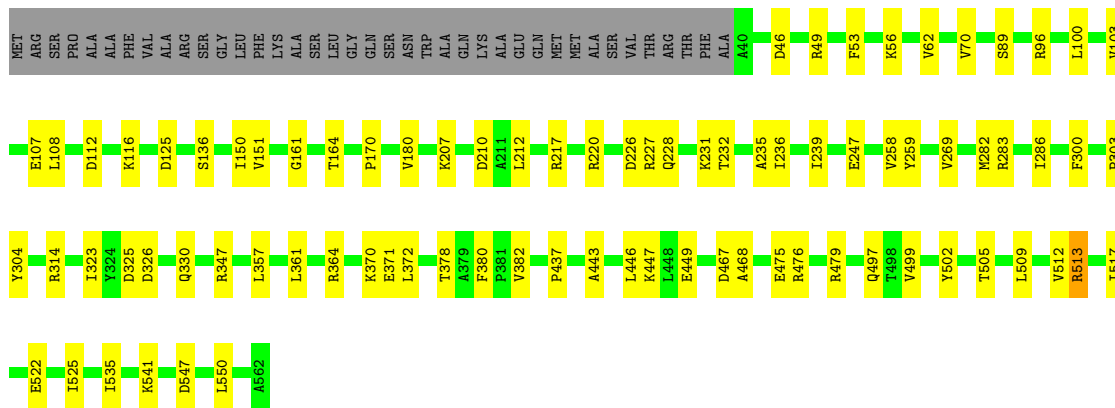 MET ARG SER PRO ALA ALA PHE VAL ALA ARG SER GLY LEU PHE LYS ALA SER LEU GLY GLN SER ASN TRP ALA GLN LYS ALA GLU GLN MET MET ALA SER VAL THR ARG THR PHE ALA A40 D46 R49 F53 K56 V62 V70 S89 R96 L100
E107 L108 D112 K116 D125 S136 I150 V151 G161 T164 P170 V180 K207 D210 A211 L212 R217 R220 D226 R227 Q228 K231 T232 A235 I236 I239 E247 V258 Y259 V269 M282 R283 I286 F300
Y304 R314 I323 Y324 D325 D326 Q330 R347 L357 L361 R364 K370 E371 L372 T378 A379 F380 P381 V382 P437 A443 L446 K447 L448 E449 D467 A468 E475 R476 R479 Q497 T498 V499 Y502 T505 L509 V512 R513
E522 I525 I535 K541 D547 L550 A562